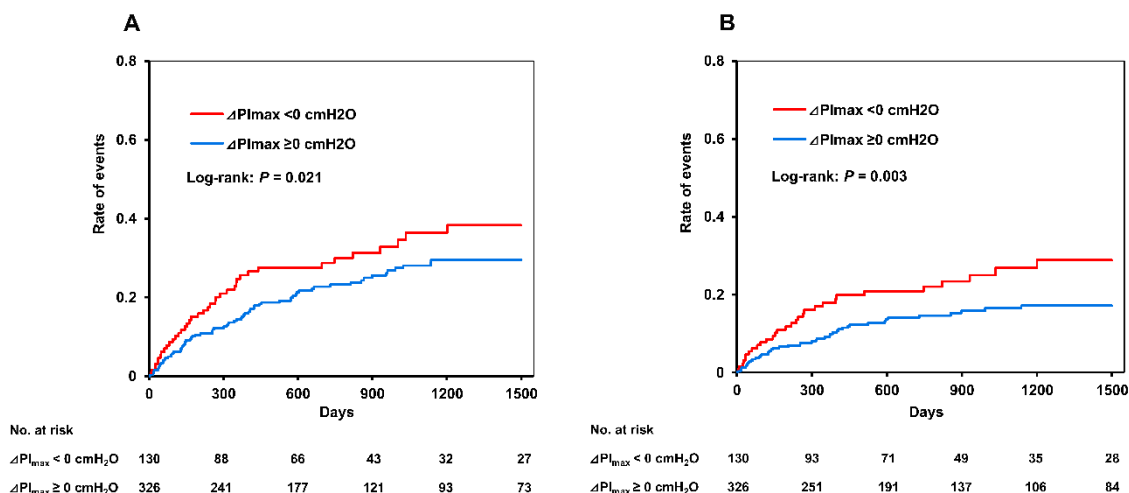 A
Rate of events
0.8
0.6
0.4
0.2
0
⊿PImax <0 cmH2O
⊿PImax ≥0 cmH2O
Log-rank: P = 0.021
0 300 600 900 1200 1500
Days
No. at risk
⊿PImax < 0 cmH2O 130 88 66 43 32 27
⊿PImax ≥ 0 cmH2O 326 241 177 121 93 73
B
Rate of events
0.8
0.6
0.4
0.2
0
⊿PImax <0 cmH2O
⊿PImax ≥0 cmH2O
Log-rank: P = 0.003
0 300 600 900 1200 1500
Days
No. at risk
⊿PImax < 0 cmH2O 130 93 71 49 35 28
⊿PImax ≥ 0 cmH2O 326 251 191 137 106 84